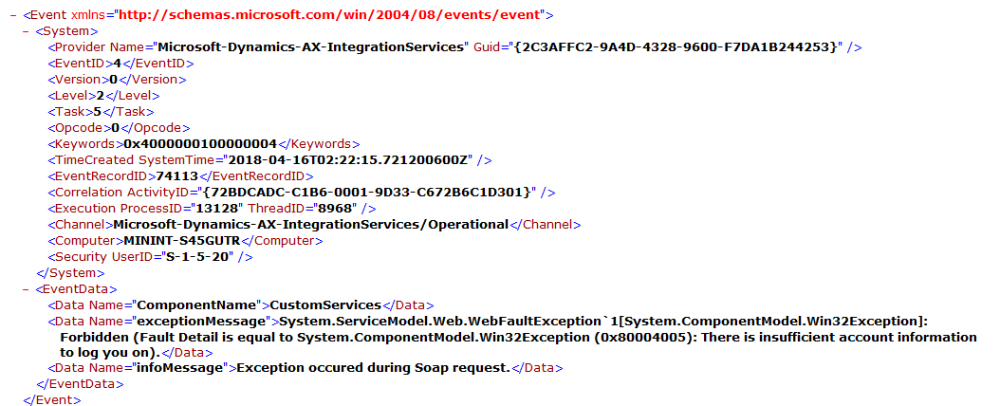 – <Event xmlns="http://schemas.microsoft.com/win/2004/08/events/event">
– <System>
<Provider Name="Microsoft-Dynamics-AX-IntegrationServices" Guid="{2C3AFFC2-9A4D-4328-9600-F7DA1B244253}" />
<EventID>4</EventID>
<Version>0</Version>
<Level>2</Level>
<Task>5</Task>
<Opcode>0</Opcode>
<Keywords>0x4000000100000004</Keywords>
<TimeCreated SystemTime="2018-04-16T02:22:15.721200600Z" />
<EventRecordID>74113</EventRecordID>
<Correlation ActivityID="{72BDCADC-C1B6-0001-9D33-C672B6C1D301}" />
<Execution ProcessID="13128" ThreadID="8968" />
<Channel>Microsoft-Dynamics-AX-IntegrationServices/Operational</Channel>
<Computer>MININT-S45GUTR</Computer>
<Security UserID="S-1-5-20" />
</System>
– <EventData>
<Data Name="ComponentName">CustomServices</Data>
<Data Name="exceptionMessage">System.ServiceModel.Web.WebFaultException`1[System.ComponentModel.Win32Exception]:
Forbidden (Fault Detail is equal to System.ComponentModel.Win32Exception (0x80004005): There is insufficient account information
to log you on).</Data>
<Data Name="infoMessage">Exception occured during Soap request.</Data>
</EventData>
</Event>